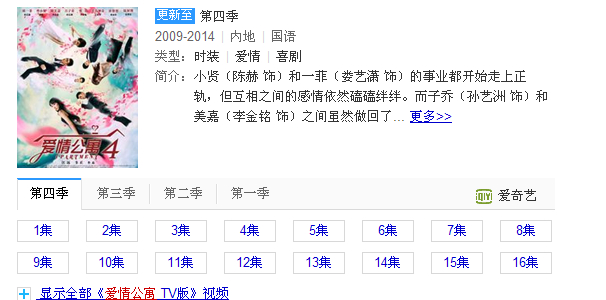 更新至 第四季
2009-2014 | 内地 | 国语
类型: 时装 | 爱情 | 喜剧
简介: 小贤（陈赫 饰）和一菲（娄艺潇 饰）的事业都开始走上正
轨，但互相之间的感情依然磕磕绊绊。而子乔（孙艺洲 饰）和
美嘉（李金铭 饰）之间虽然做回了... 更多>>
爱情公寓4
PARTMENT
第四季 第三季 第二季 第一季 QIY 爱奇艺
1集 2集 3集 4集 5集 6集 7集 8集
9集 10集 11集 12集 13集 14集 15集 16集
显示全部《爱情公寓 TV版》视频